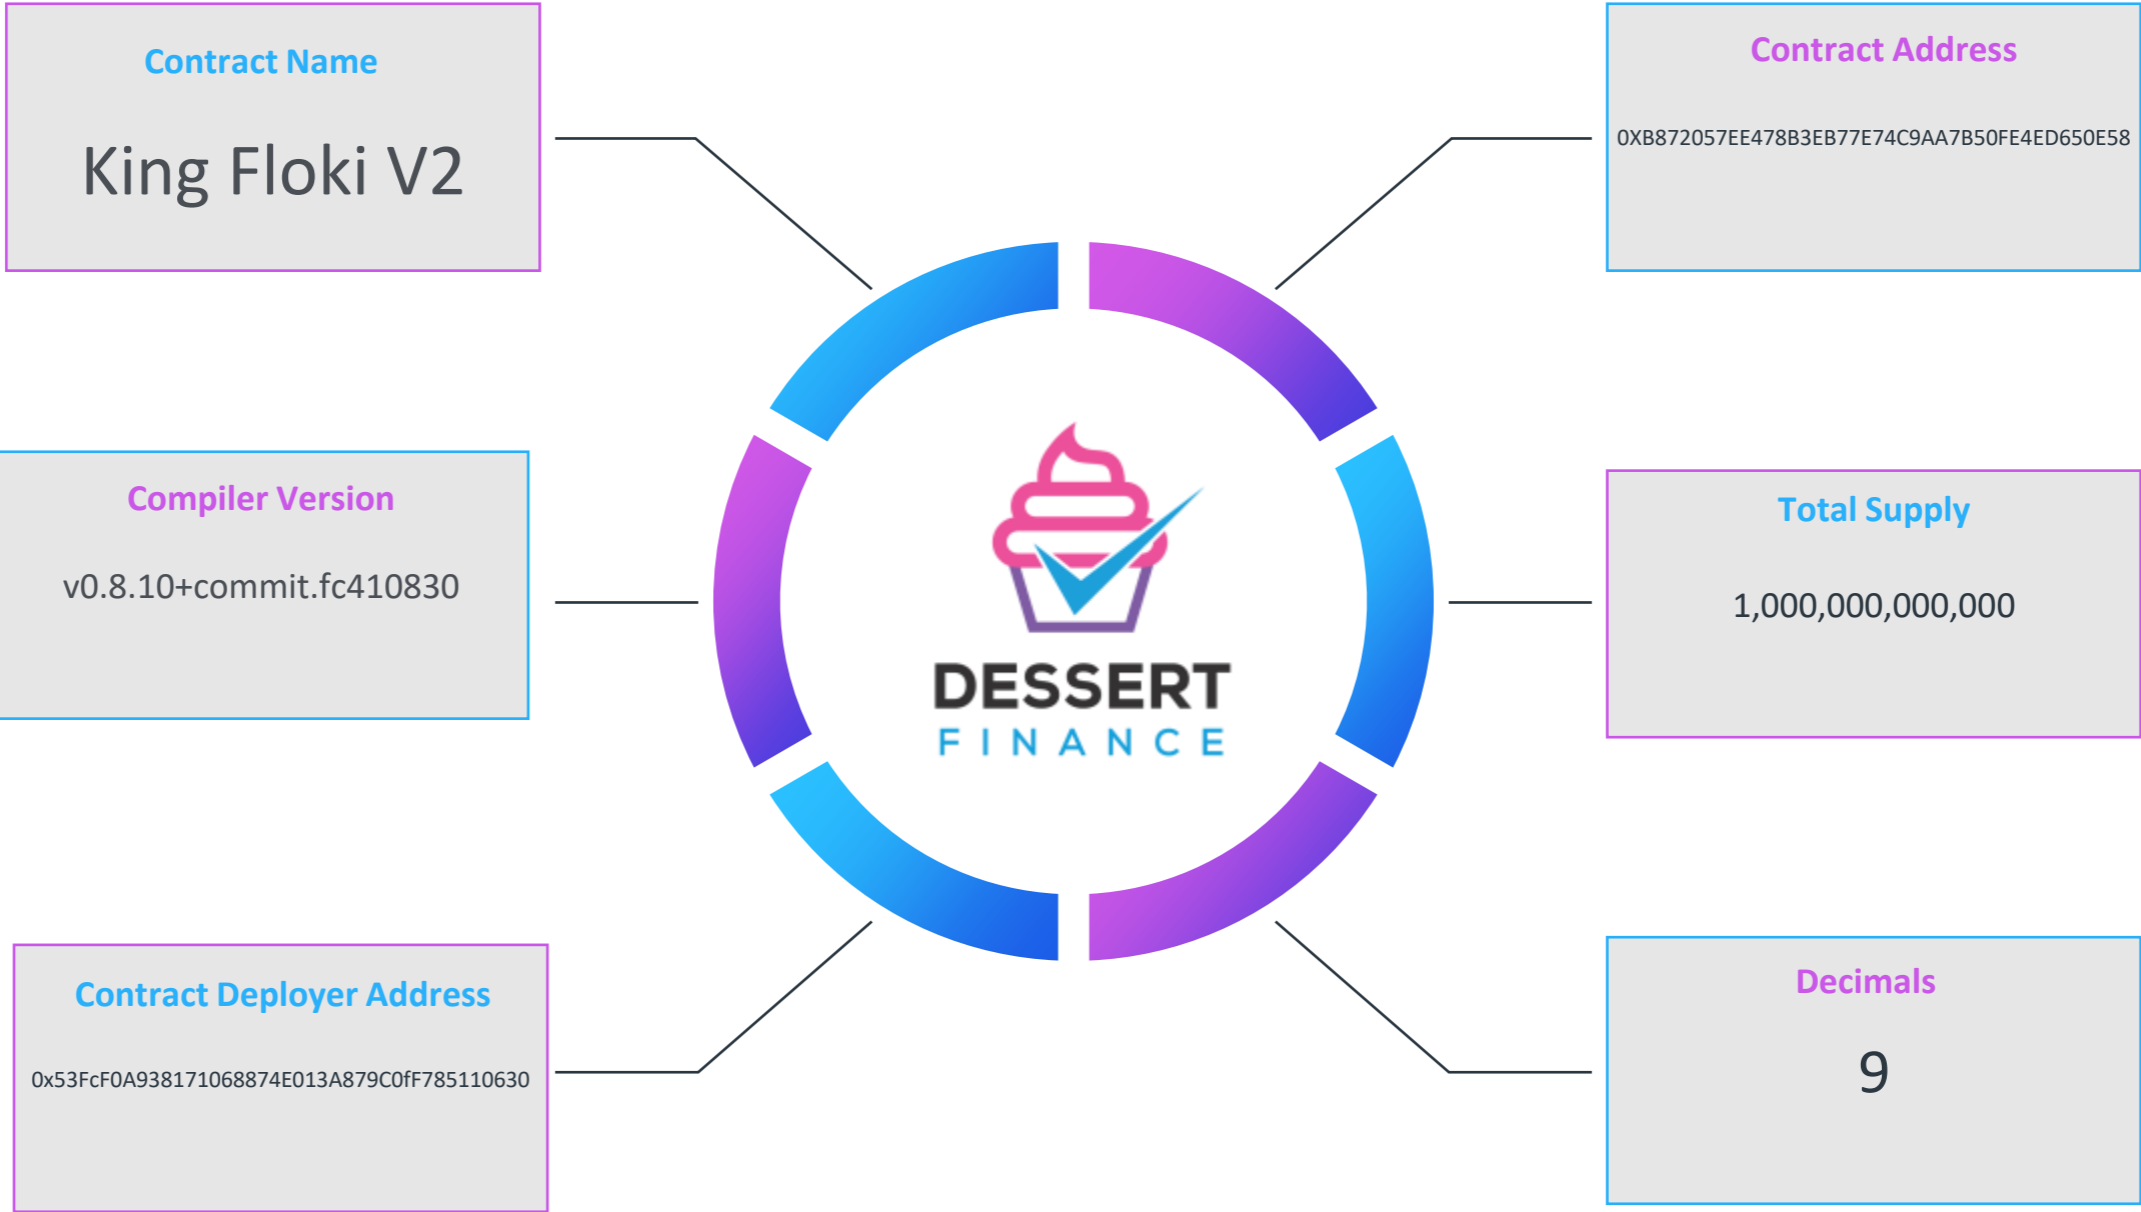 Contract Name
King Floki V2
Contract Address
0XB872057EE478B3EB77E74C9AA7B50FE4ED650E58
Compiler Version
v0.8.10+commit.fc410830
Total Supply
1,000,000,000,000
DESSERT
FINANCE
Contract Deployer Address
0x53FcF0A938171068874E013A879C0fF785110630
Decimals
9